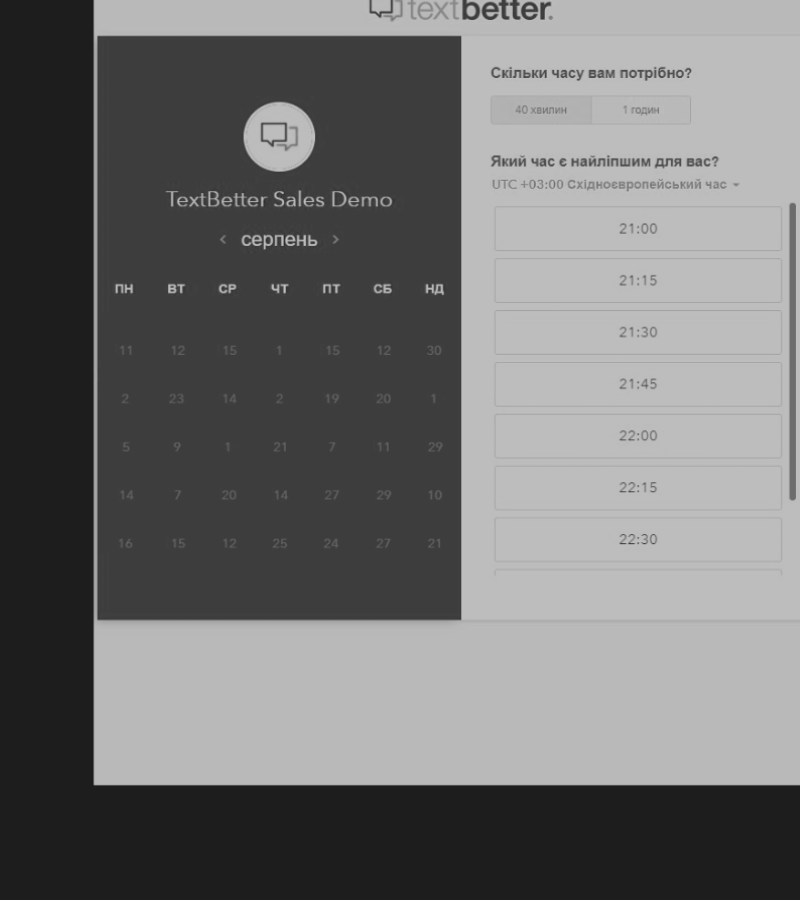 textbetter.
TextBetter Sales Demo
серпень
ПН ВТ СР ЧТ ПТ СБ НД
11 12 15 1 15 12 30
2 23 14 2 19 20 1
5 9 1 21 7 11 29
14 7 20 14 27 29 10
16 15 12 25 24 27 21
Скільки часу вам потрібно?
40 хвилин 1 годин
Який час є найліпшим для вас?
UTC +03:00 Східноєвропейський час
21:00
21:15
21:30
21:45
22:00
22:15
22:30